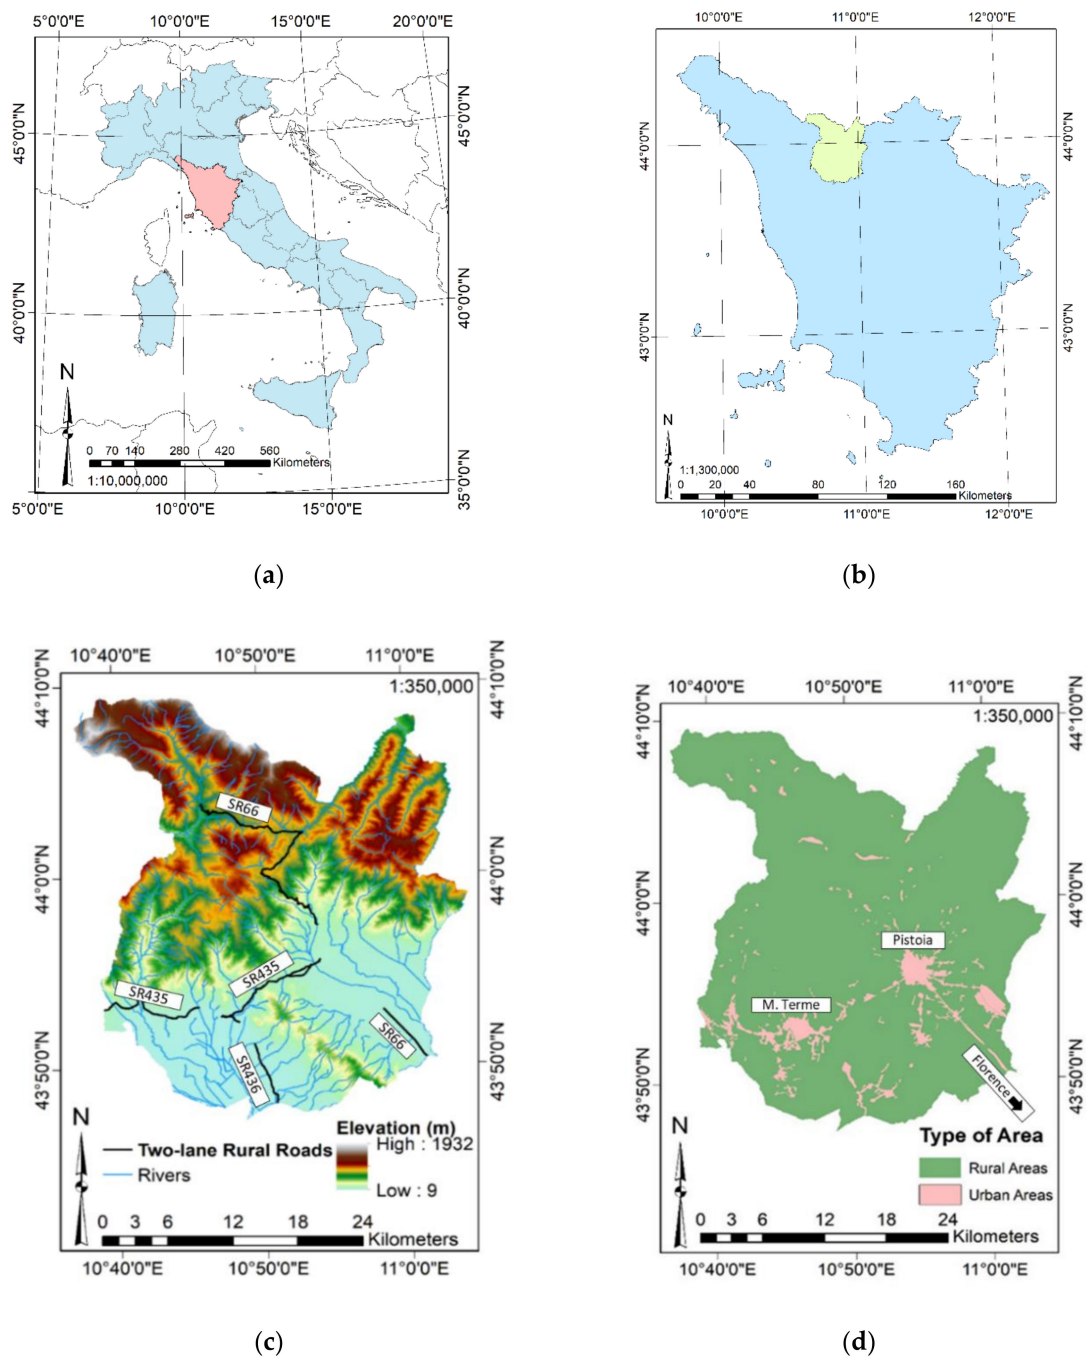 5°0'0"E 10°0'0"E 15°0'0"E 20°0'0"E
45°0'0"N
45°0'0"N
40°0'0"N
40°0'0"N
35°0'0"N
N
0 70 140 280 420 560
Kilometers
1:10,000,000
5°0'0"E 10°0'0"E 15°0'0"E
(a)
10°0'0"E 11°0'0"E 12°0'0"E
44°0'0"N
44°0'0"N
43°0'0"N
43°0'0"N
N
1:1,300,000
0 20 40 80 120 160
Kilometers
10°0'0"E 11°0'0"E 12°0'0"E
(b)
10°40'0"E 10°50'0"E 11°0'0"E
1:350,000
44°10'0"N
44°10'0"N
44°0'0"N
44°0'0"N
43°50'0"N
43°50'0"N
SR66
SR435
SR435
SR66
SR436
N
Two-lane Rural Roads
Rivers
Elevation (m)
High : 1932
Low : 9
0 3 6 12 18 24
Kilometers
10°40'0"E 10°50'0"E 11°0'0"E
(c)
10°40'0"E 10°50'0"E 11°0'0"E
1:350,000
44°10'0"N
44°10'0"N
44°0'0"N
44°0'0"N
43°50'0"N
43°50'0"N
Pistoia
M. Terme
Florence
N
Type of Area
Rural Areas
Urban Areas
0 3 6 12 18 24
Kilometers
10°40'0"E 10°50'0"E 11°0'0"E
(d)